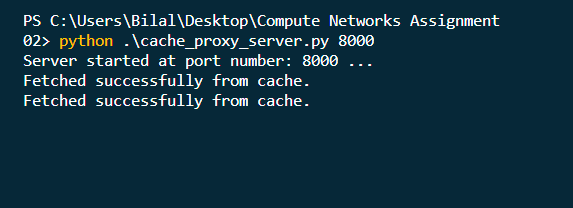 PS C:\Users\Bilal\Desktop\Compute Networks Assignment
02> python .\cache_proxy_server.py 8000
Server started at port number: 8000 ...
Fetched successfully from cache.
Fetched successfully from cache.